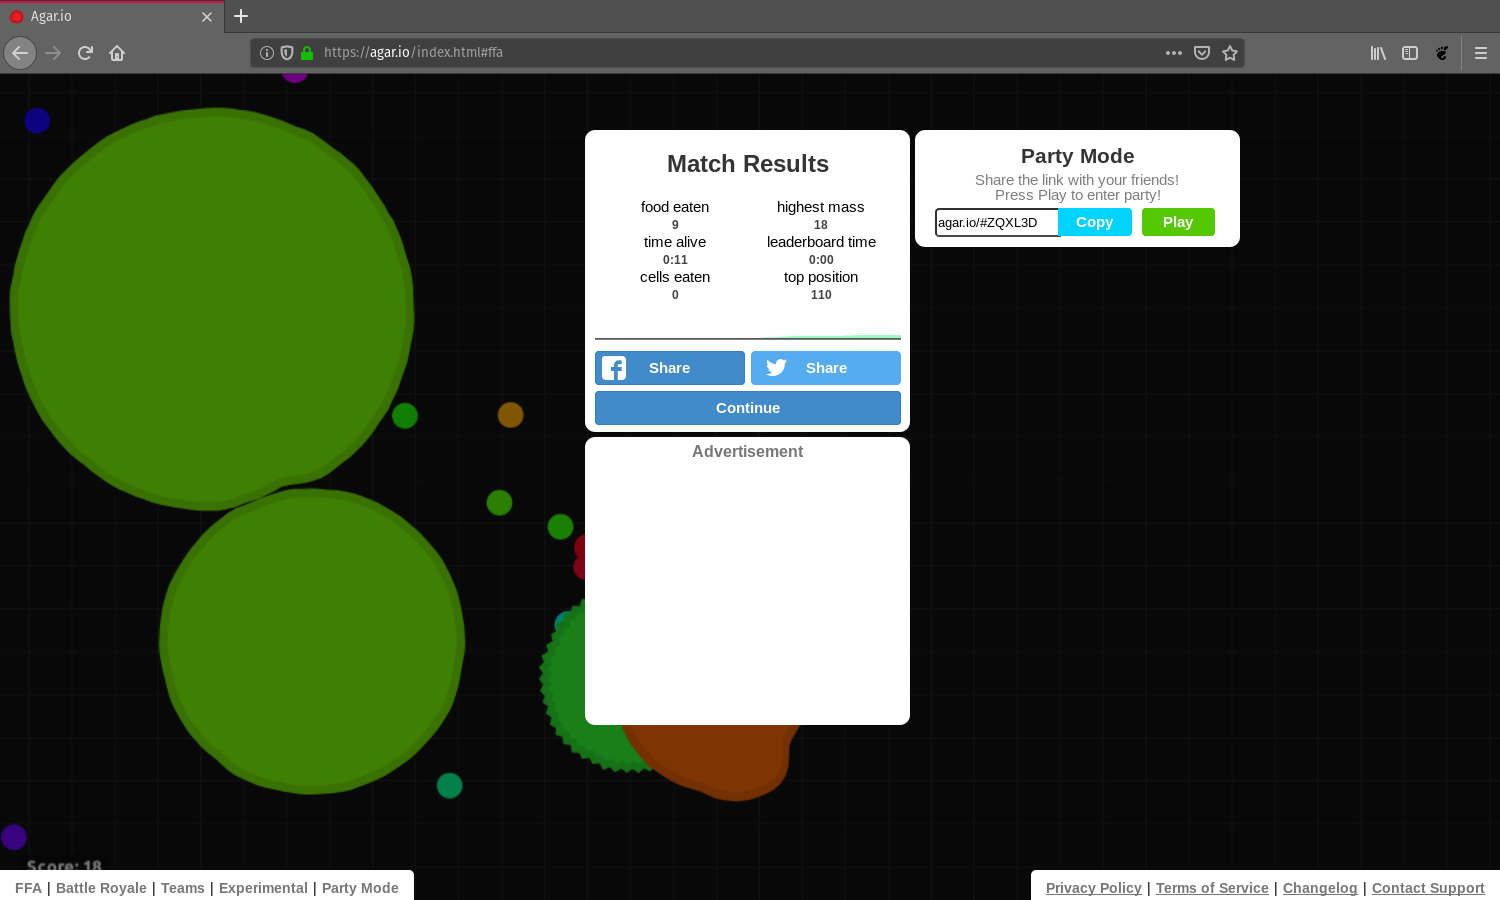 Agar.io
https://agar.io/index.html#ffa
Match Results
food eaten
9
highest mass
18
time alive
0:11
leaderboard time
0:00
cells eaten
0
top position
110
Share
Share
Continue
Advertisement
Party Mode
Share the link with your friends!
Press Play to enter party!
agar.io/#ZQXL3D
Copy
Play
Score: 18
FFA | Battle Royale | Teams | Experimental | Party Mode
Privacy Policy | Terms of Service | Changelog | Contact Support